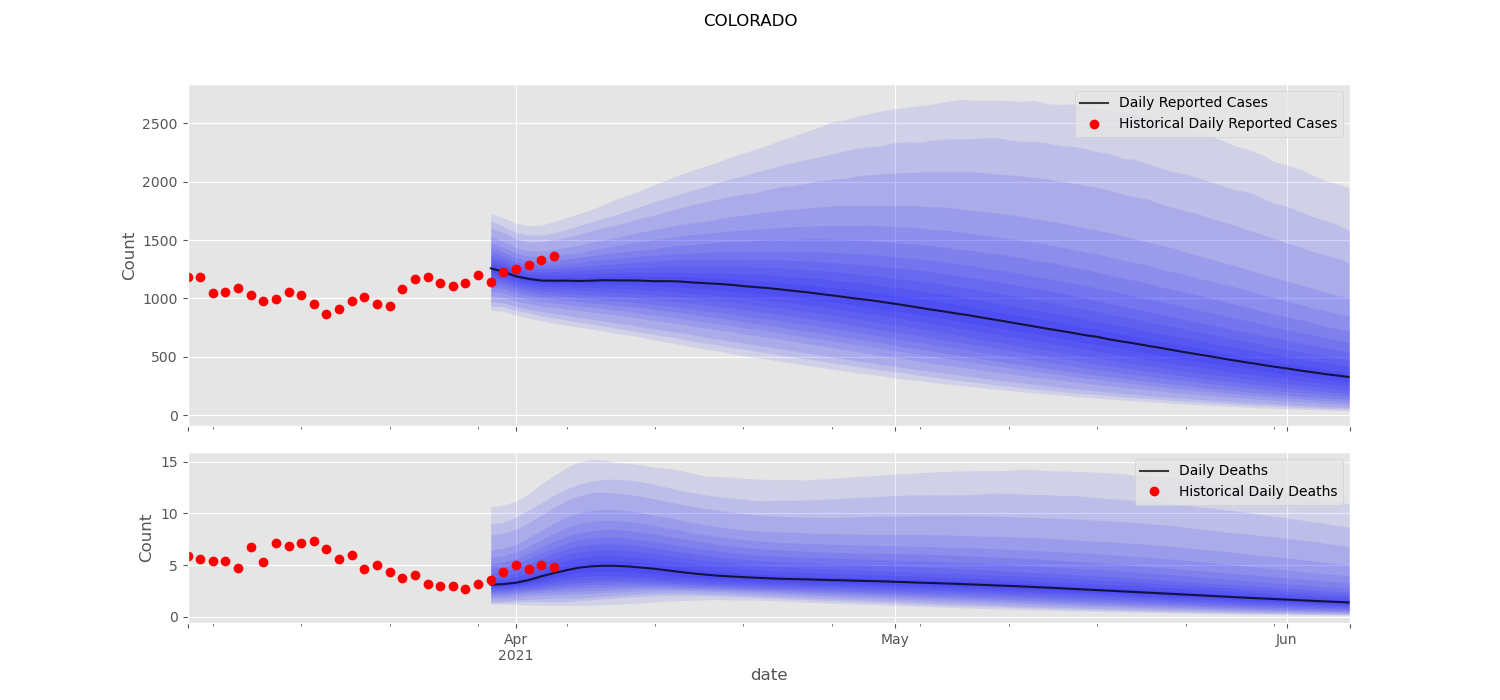 COLORADO
Daily Reported Cases
Historical Daily Reported Cases
Count
2500
2000
1500
1000
500
0
Daily Deaths
Historical Daily Deaths
Count
15
10
5
0
Apr
2021
May
Jun
date